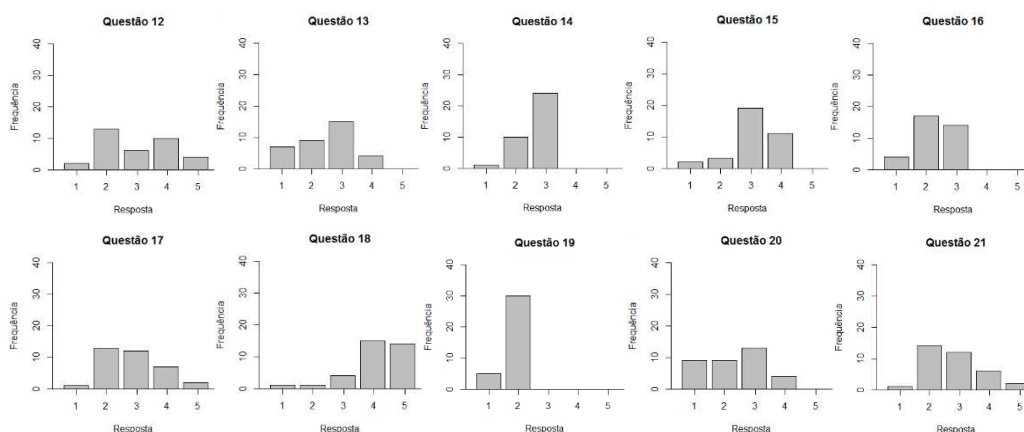 Questão 12
Frequência
0 10 20 30 40
1 2 3 4 5
Resposta
Questão 13
Frequência
0 10 20 30 40
1 2 3 4 5
Resposta
Questão 14
Frequência
0 10 20 30 40
1 2 3 4 5
Resposta
Questão 15
Frequência
0 10 20 30 40
1 2 3 4 5
Resposta
Questão 16
Frequência
0 10 20 30 40
1 2 3 4 5
Resposta
Questão 17
Frequência
0 10 20 30 40
1 2 3 4 5
Resposta
Questão 18
Frequência
0 10 20 30 40
1 2 3 4 5
Resposta
Questão 19
Frequência
0 10 20 30 40
1 2 3 4 5
Resposta
Questão 20
Frequência
0 10 20 30 40
1 2 3 4 5
Resposta
Questão 21
Frequência
0 10 20 30 40
1 2 3 4 5
Resposta